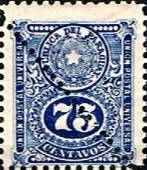 REPUBLICA DEL PARAGUAY
UNION POSTAL UNIVERSAL
UNION POSTAL UNIVERSAL
75
CENTAVOS